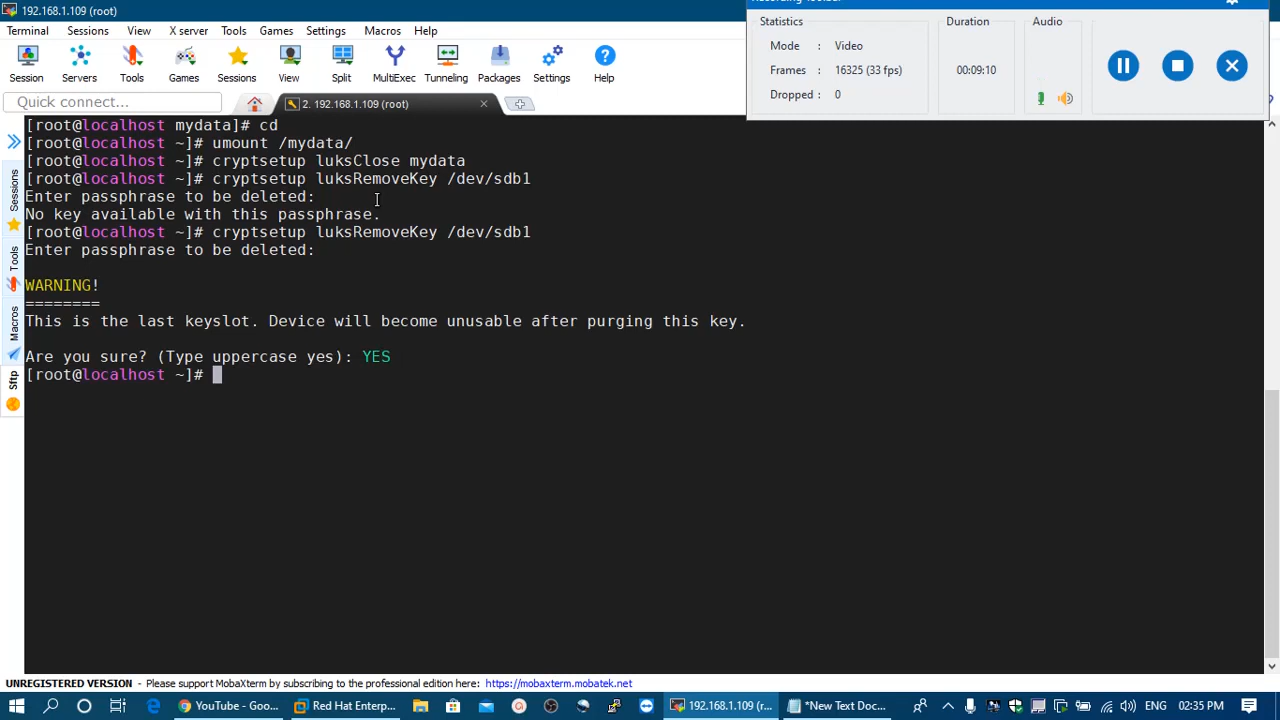 192.168.1.109 (root)
Terminal Sessions View X server Tools Games Settings Macros Help
Session Servers Tools Games Sessions View Split MultiExec Tunneling Packages Settings Help
Quick connect...
2. 192.168.1.109 (root)
Statistics
Duration
Audio
Mode : Video
Frames : 16325 (33 fps)
00:09:10
Dropped : 0
Sessions
Tools
Macros
Sftp
[root@localhost mydata]# cd
[root@localhost ~]# umount /mydata/
[root@localhost ~]# cryptsetup luksClose mydata
[root@localhost ~]# cryptsetup luksRemoveKey /dev/sdb1
Enter passphrase to be deleted:
No key available with this passphrase.
[root@localhost ~]# cryptsetup luksRemoveKey /dev/sdb1
Enter passphrase to be deleted:
WARNING!
========
This is the last keyslot. Device will become unusable after purging this key.
Are you sure? (Type uppercase yes): YES
[root@localhost ~]#
UNREGISTERED VERSION - Please support MobaXterm by subscribing to the professional edition here: https://mobaxterm.mobatek.net
YouTube - Goo...
Red Hat Enterp...
192.168.1.109 (r...
*New Text Docu...
ENG
02:35 PM